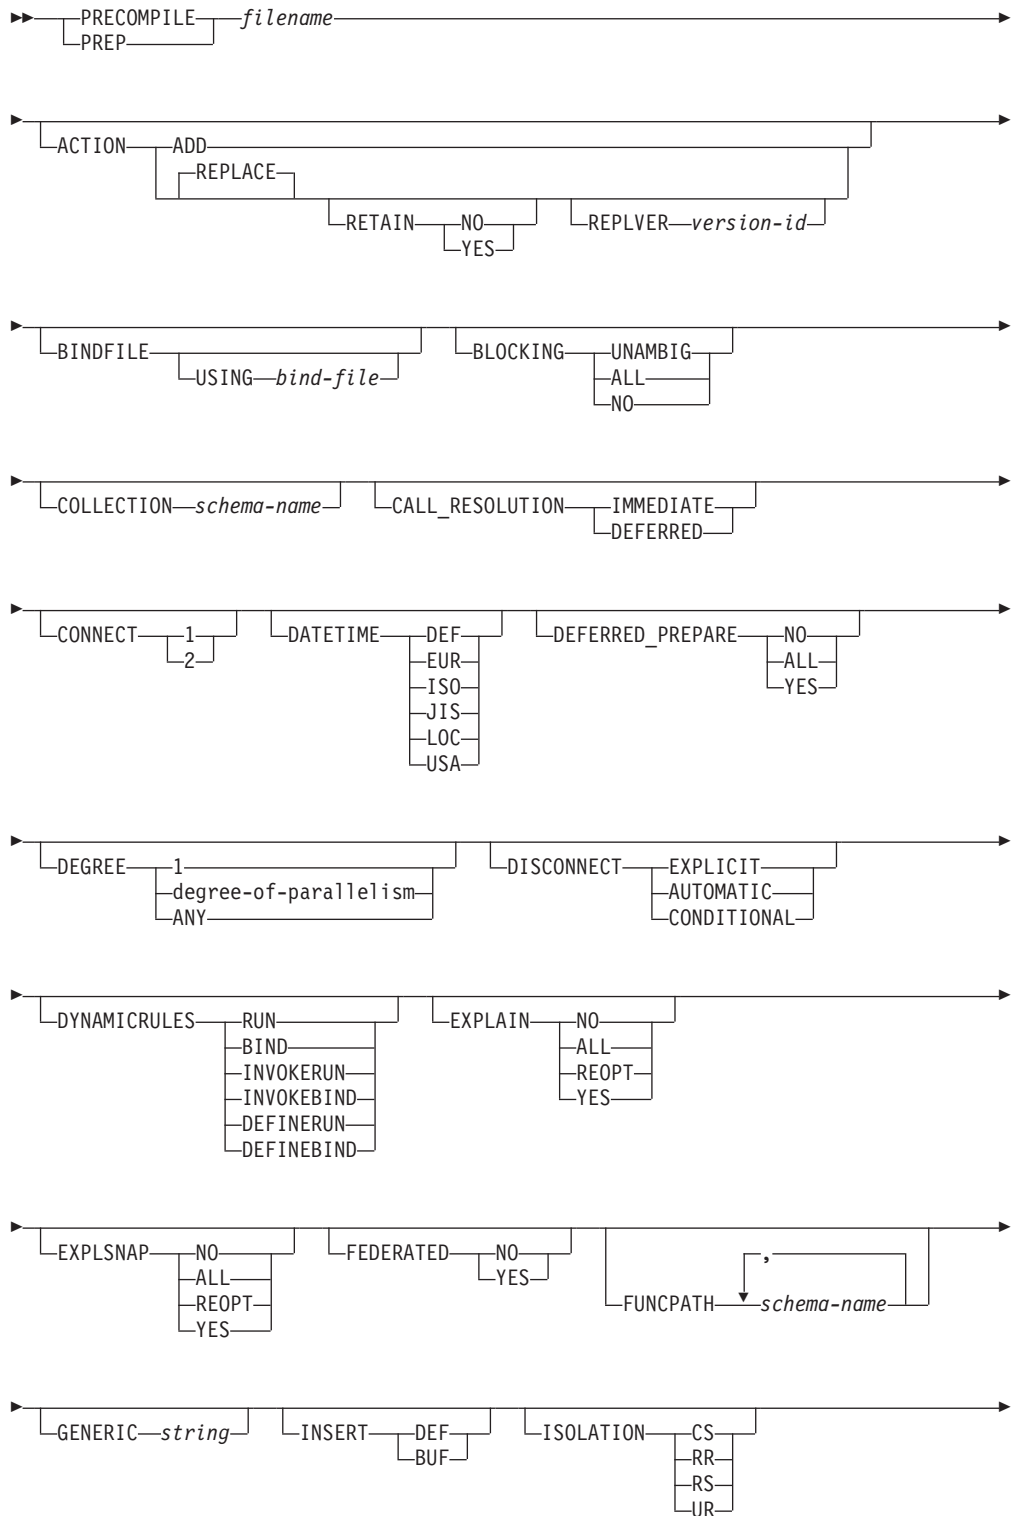 PRECOMPILE filename
PREP
ACTION ADD
REPLACE
RETAIN NO REPLVER version-id
YES
BINDFILE BLOCKING UNAMBIG
USING bind-file ALL
NO
COLLECTION schema-name CALL_RESOLUTION IMMEDIATE
DEFERRED
CONNECT 1 DATETIME DEF DEFERRED_PREPARE NO
2 EUR ALL
ISO YES
JIS
LOC
USA
DEGREE 1 DISCONNECT EXPLICIT
degree-of-parallelism AUTOMATIC
ANY CONDITIONAL
DYNAMICRULES RUN EXPLAIN NO
BIND ALL
INVOKERUN REOPT
INVOKEBIND YES
DEFINERUN
DEFINEBIND
EXPLSNAP NO FEDERATED NO ,
ALL YES
REOPT FUNCPATH schema-name
YES
GENERIC string INSERT DEF ISOLATION CS
BUF RR
RS
UR